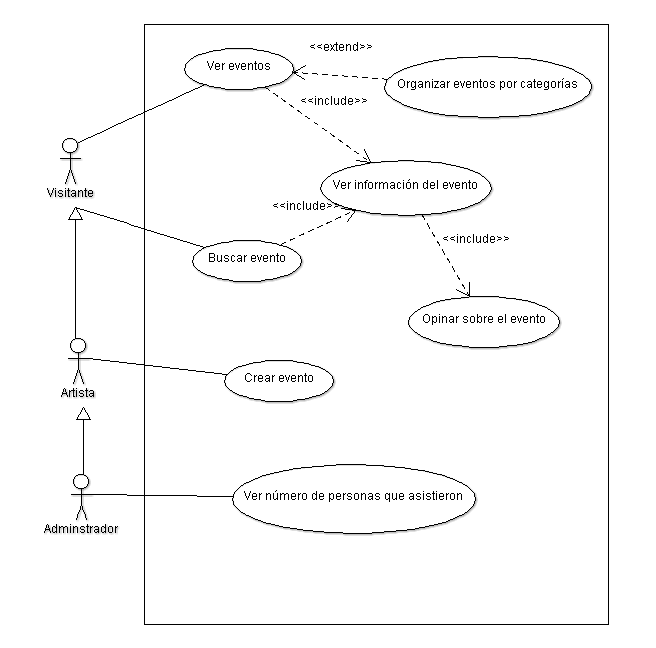 <<extend>>
Ver eventos
Organizar eventos por categorías
<<include>>
Visitante
Ver información del evento
<<include>>
<<include>>
Buscar evento
Opinar sobre el evento
Crear evento
Artista
Ver número de personas que asistieron
Adminstrador